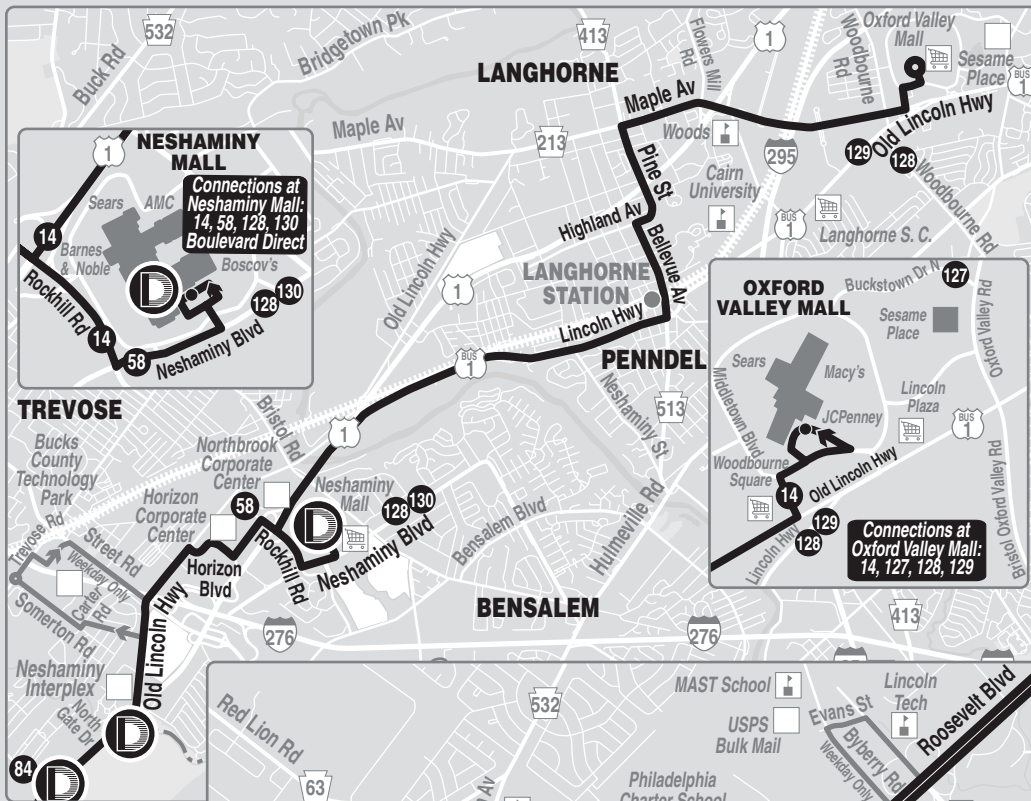 532
Buck Rd
Bridgetown Pk
413
LANGHORNE
Flowers Mill
Rd
1
Woodbourne
Rd
Oxford Valley
Mall
Sesame
Place
BUS
1
Maple Av
Maple Av
213
Woods
295
129
Old Lincoln Hwy
128
Woodbourne Rd
Cairn
University
BUS
1
Langhorne S. C.
Pine St
Highland Av
Bellevue Av
LANGHORNE
STATION
Old Lincoln Hwy
1
Lincoln Hwy
BUS
1
PENNDEL
513
Neshaminy St
1
NESHAMINY
MALL
Sears
AMC
Connections at
Neshaminy Mall:
14, 58, 128, 130
Boulevard Direct
14
Barnes
& Noble
Boscov's
D
Rockhill Rd
128
130
14
58
Neshaminy Blvd
OXFORD
VALLEY MALL
Buckstown Dr N
127
Sesame
Place
Oxford Valley Rd
Sears
Macy's
Middletown Blvd
JCPenney
Lincoln
Plaza
BUS
1
Woodbourne
Square
14
Old Lincoln Hwy
129
128
Lincoln Hwy
Bristol Oxford Valley Rd
Connections at
Oxford Valley Mall:
14, 127, 128, 129
TREVOSE
Bucks
County
Technology
Park
Bristol Rd
Northbrook
Corporate
Center
1
Neshaminy
Mall
Horizon
Corporate
Center
58
D
128
130
Neshaminy Blvd
Bensalem Blvd
Hulmeville Rd
Trevose Rd
Street Rd
Weekday Only
Carter
Rd
Horizon
Blvd
Rockhill Rd
Somerton Rd
Old Lincoln Hwy
276
BENSALEM
276
413
Neshaminy
Interplex
North
Gate Dr
D
84
D
Red Lion Rd
63
532
MAST School
USPS
Bulk Mail
Philadelphia
Charter School
Evans St
Lincoln
Tech
Byberry Rd
Weekday Only
Roosevelt Blvd